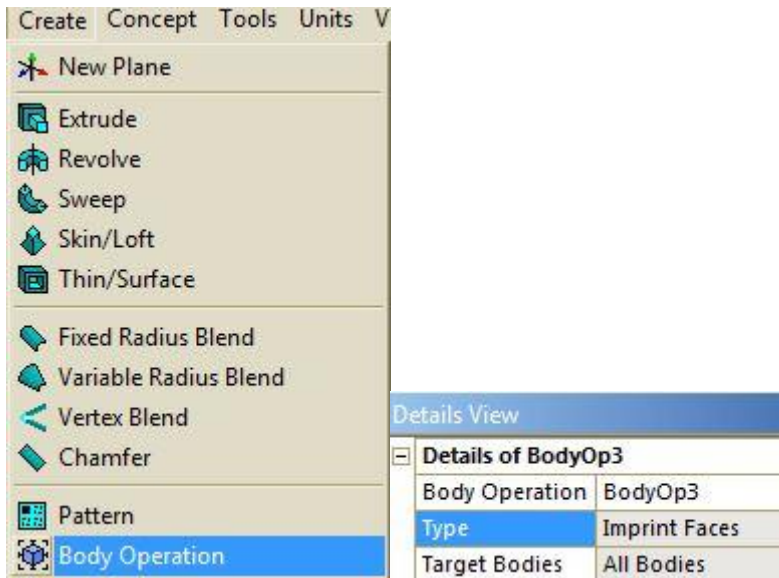 Create Concept Tools Units V
New Plane
Extrude
Revolve
Sweep
Skin/Loft
Thin/Surface
Fixed Radius Blend
Variable Radius Blend
Vertex Blend
Chamfer
Pattern
Body Operation
Details View
Details of BodyOp3
Body Operation BodyOp3
Type Imprint Faces
Target Bodies All Bodies